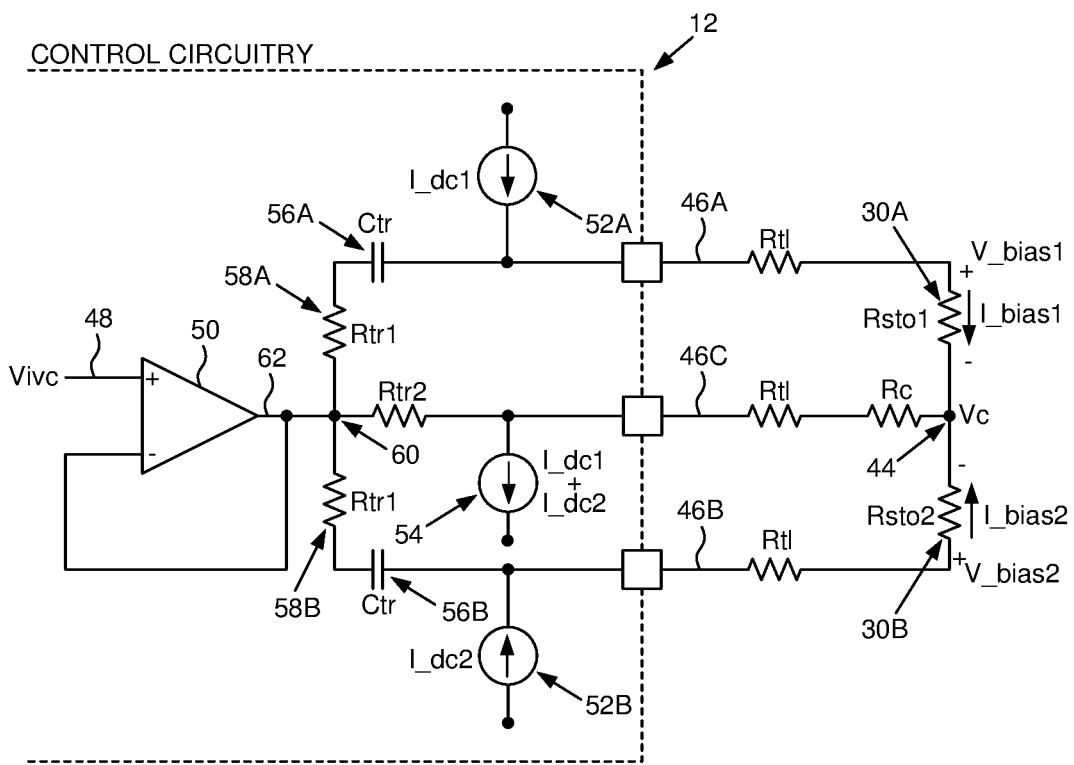 12
CONTROL CIRCUITRY
I_dc1
52A
56A
Ctr
46A
Rtl
30A
+
V_bias1
58A
Rtr1
Rsto1
I_bias1
-
48
50
62
Vivc
+
-
Rtr2
60
46C
Rtl
Rc
Vc
44
I_dc1
+
I_dc2
54
Rtr1
-
Rsto2
I_bias2
46B
Rtl
+
V_bias2
58B
Ctr
56B
30B
I_dc2
52B